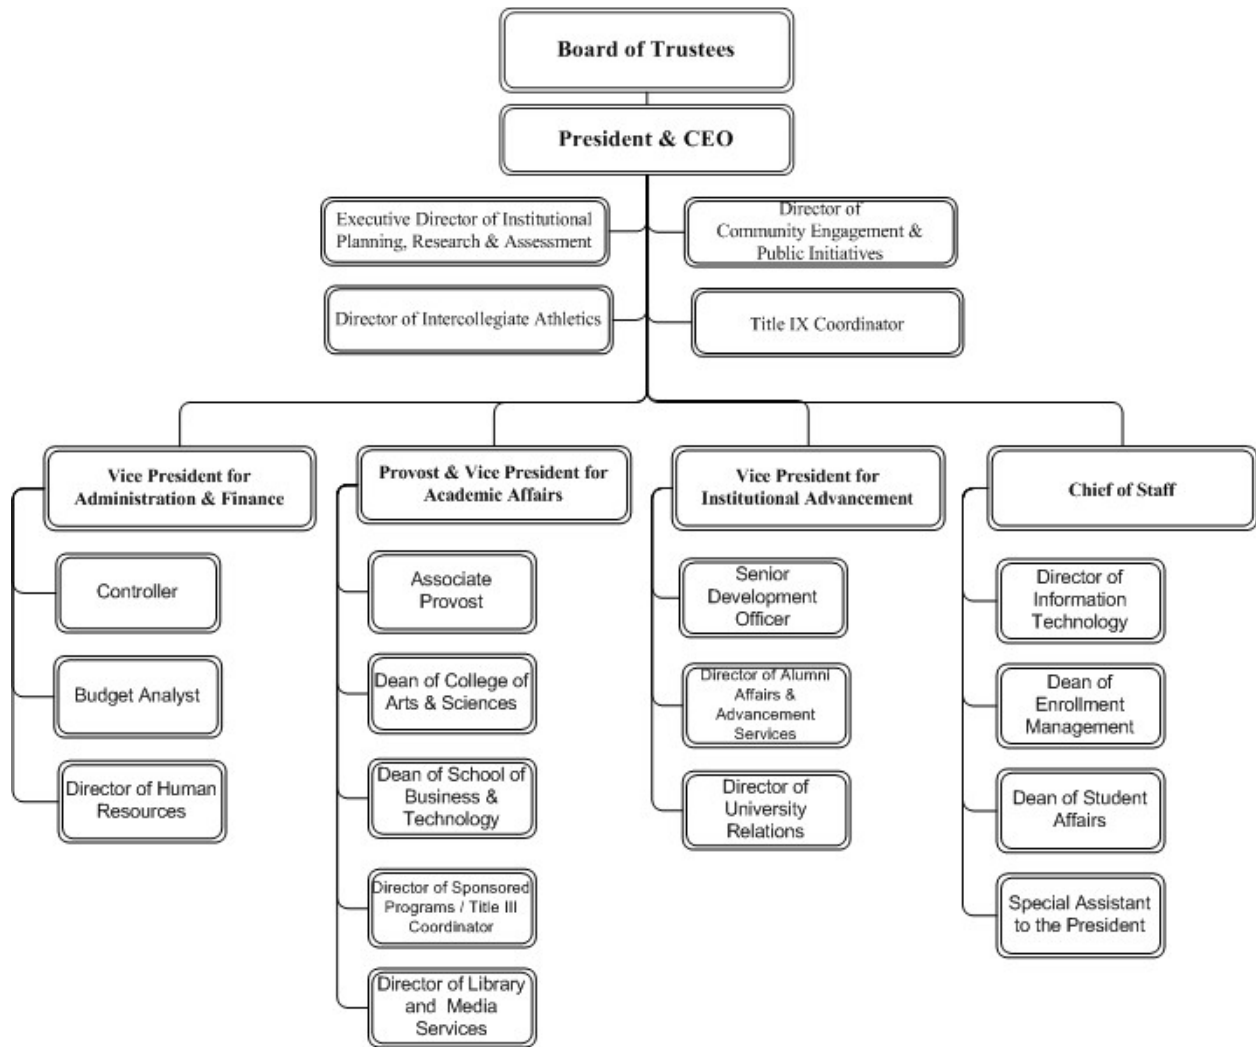 Board of Trustees
President & CEO
Executive Director of Institutional
Planning, Research & Assessment
Director of
Community Engagement &
Public Initiatives
Director of Intercollegiate Athletics
Title IX Coordinator
Vice President for
Administration & Finance
Controller
Budget Analyst
Director of Human
Resources
Provost & Vice President for
Academic Affairs
Associate
Provost
Dean of College of
Arts & Sciences
Dean of School of
Business &
Technology
Director of Sponsored
Programs / Title III
Coordinator
Director of Library
and Media
Services
Vice President for
Institutional Advancement
Senior
Development
Officer
Director of Alumni
Affairs &
Advancement
Services
Director of
University
Relations
Chief of Staff
Director of
Information
Technology
Dean of
Enrollment
Management
Dean of Student
Affairs
Special Assistant
to the President